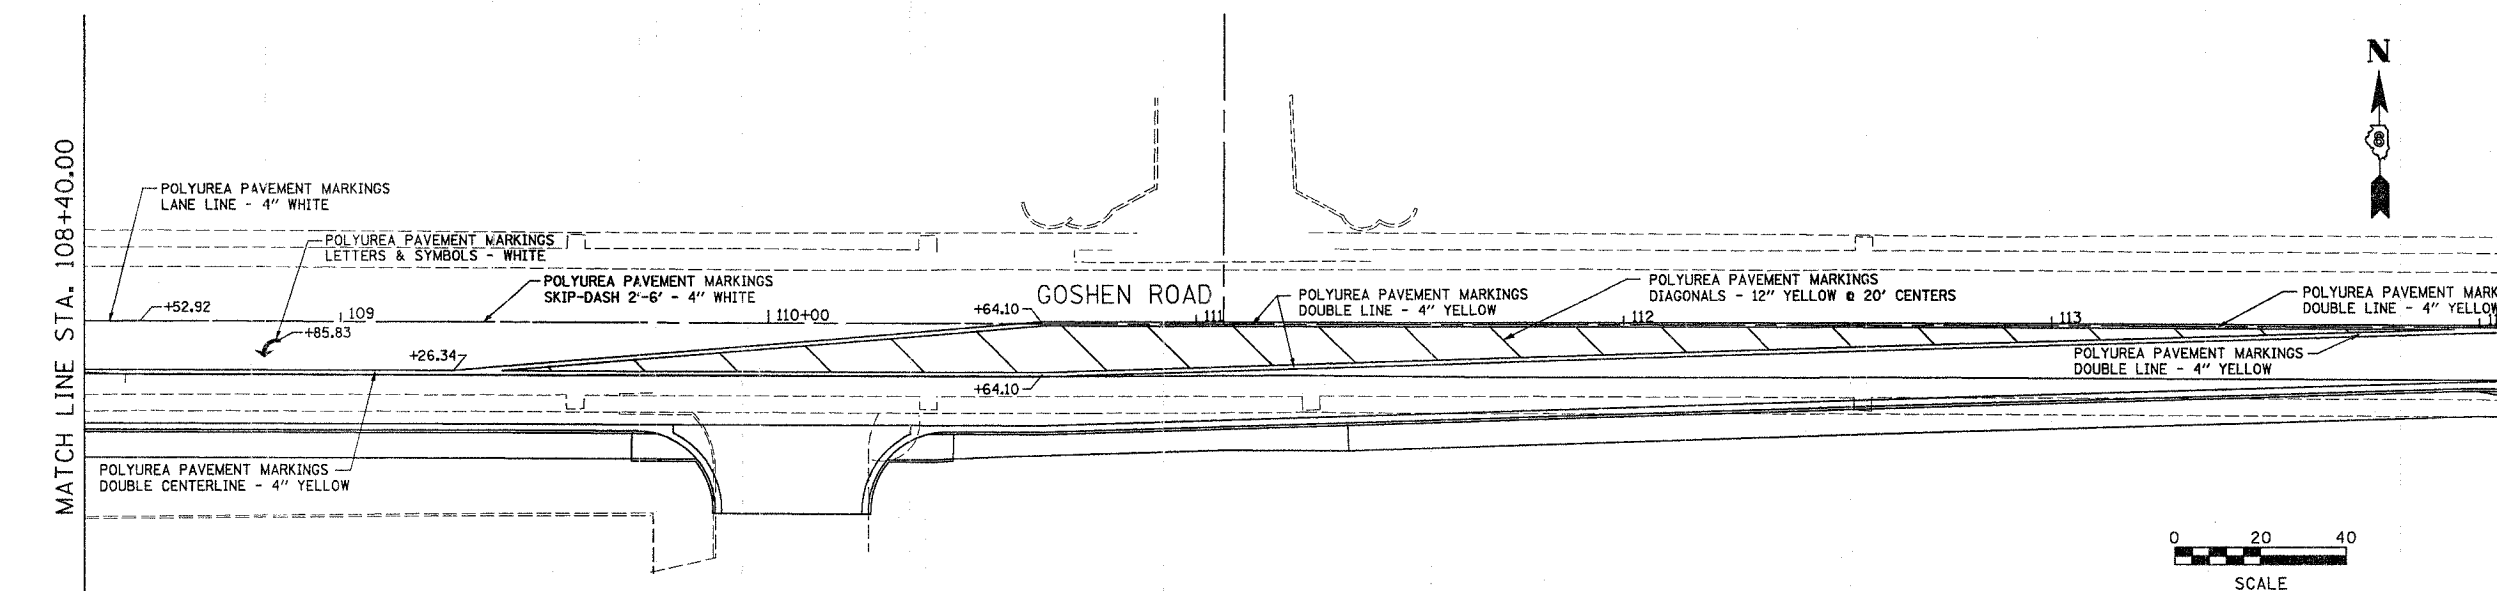 N
8
MATCH LINE STA. 108+40.00
POLYUREA PAVEMENT MARKINGS
LANE LINE - 4" WHITE
POLYUREA PAVEMENT MARKINGS
LETTERS & SYMBOLS - WHITE
POLYUREA PAVEMENT MARKINGS
SKIP-DASH 2'-6' - 4" WHITE
GOSHEN ROAD
POLYUREA PAVEMENT MARKINGS
DOUBLE LINE - 4" YELLOW
POLYUREA PAVEMENT MARKINGS
DIAGONALS - 12" YELLOW @ 20' CENTERS
POLYUREA PAVEMENT MARK
DOUBLE LINE - 4" YELLOW
+52.92
109
110+00
+64.10
111
112
113
11
+85.83
+26.34
+64.10
POLYUREA PAVEMENT MARKINGS
DOUBLE LINE - 4" YELLOW
POLYUREA PAVEMENT MARKINGS
DOUBLE CENTERLINE - 4" YELLOW
0 20 40
SCALE